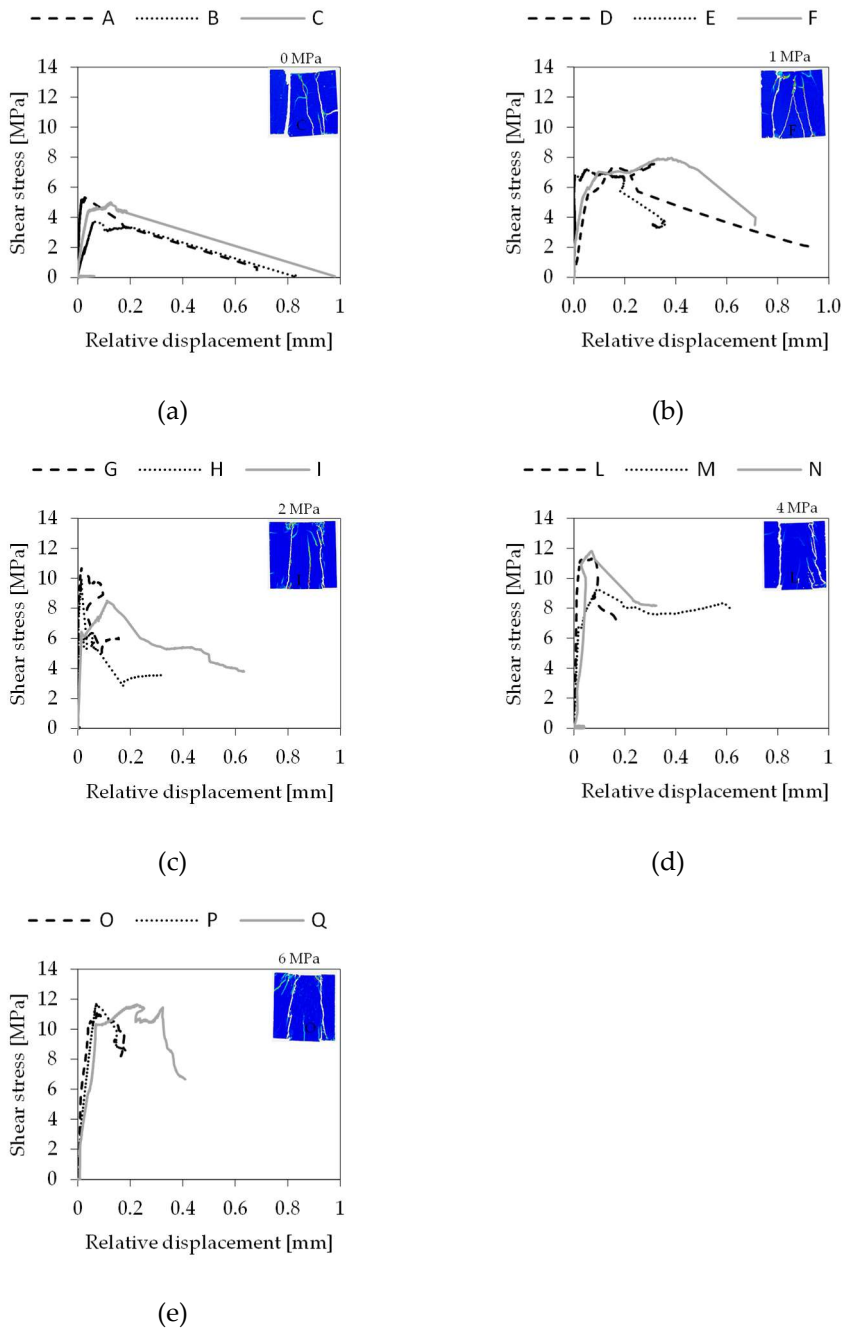 A B C
0 MPa
14
12
10
8
6
4
2
0
Shear stress [MPa]
C
0 0.2 0.4 0.6 0.8 1
Relative displacement [mm]
(a)
D E F
1 MPa
14
12
10
8
6
4
2
0
Shear stress [MPa]
F
0.0 0.2 0.4 0.6 0.8 1.0
Relative displacement [mm]
(b)
G H I
2 MPa
14
12
10
8
6
4
2
0
Shear stress [MPa]
0 0.2 0.4 0.6 0.8 1
Relative displacement [mm]
(c)
L M N
4 MPa
14
12
10
8
6
4
2
0
Shear stress [MPa]
0 0.2 0.4 0.6 0.8 1
Relative displacement [mm]
(d)
O P Q
6 MPa
14
12
10
8
6
4
2
0
Shear stress [MPa]
0 0.2 0.4 0.6 0.8 1
Relative displacement [mm]
(e)